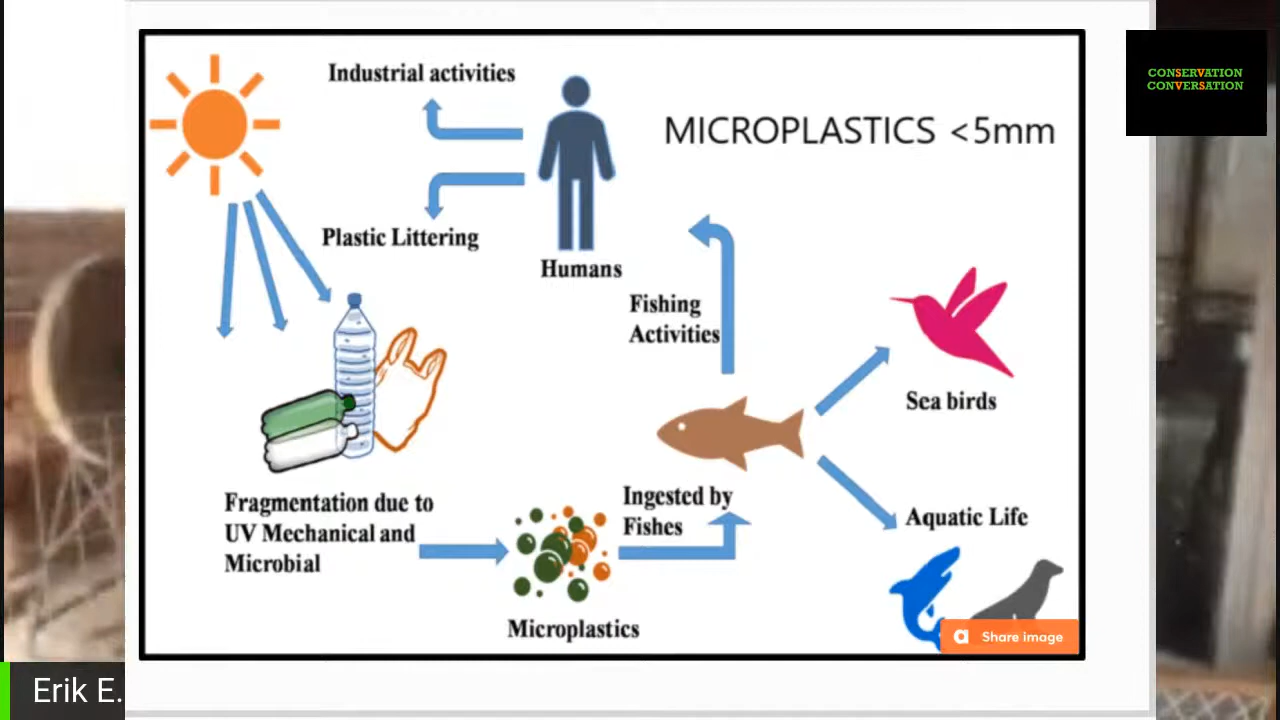 Industrial activities
MICROPLASTICS <5mm
CONSERVATION
CONVERSATION
Plastic Littering
Humans
Fishing
Activities
Sea birds
Fragmentation due to
UV Mechanical and
Microbial
Ingested by
Fishes
Aquatic Life
Microplastics
a Share image
Erik E.